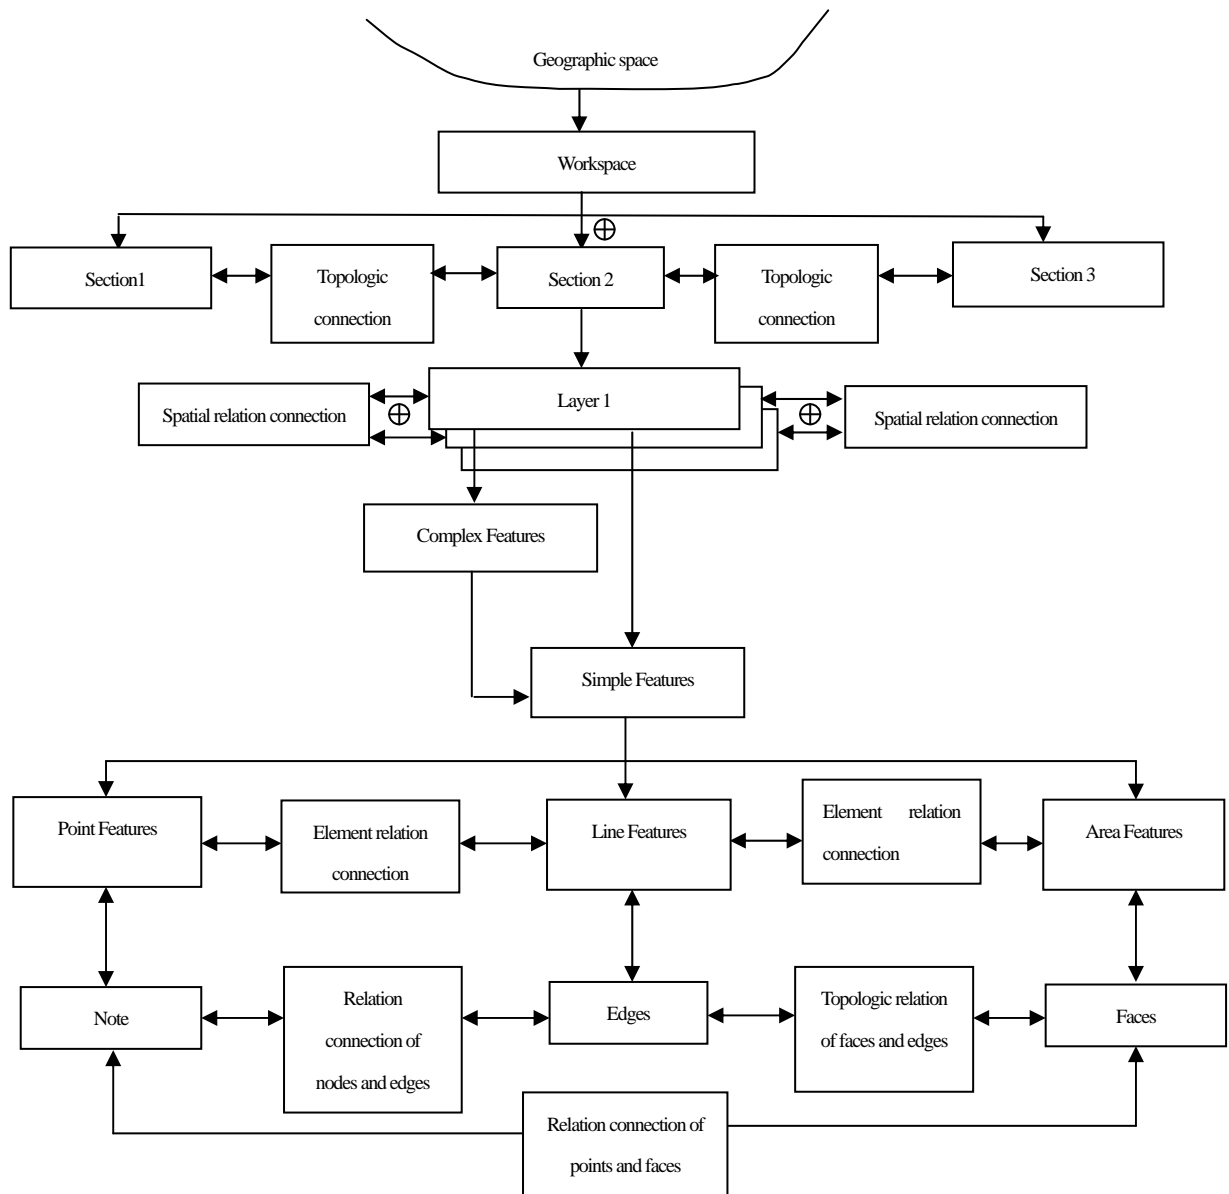 Geographic space
Workspace
⊕
Section1
Topologic
connection
Section 2
Topologic
connection
Section 3
Spatial relation connection
⊕
Layer 1
⊕
Spatial relation connection
Complex Features
Simple Features
Point Features
Element relation
connection
Line Features
Element relation
connection
Area Features
Note
Relation
connection of
nodes and edges
Edges
Topologic relation
of faces and edges
Faces
Relation connection of
points and faces